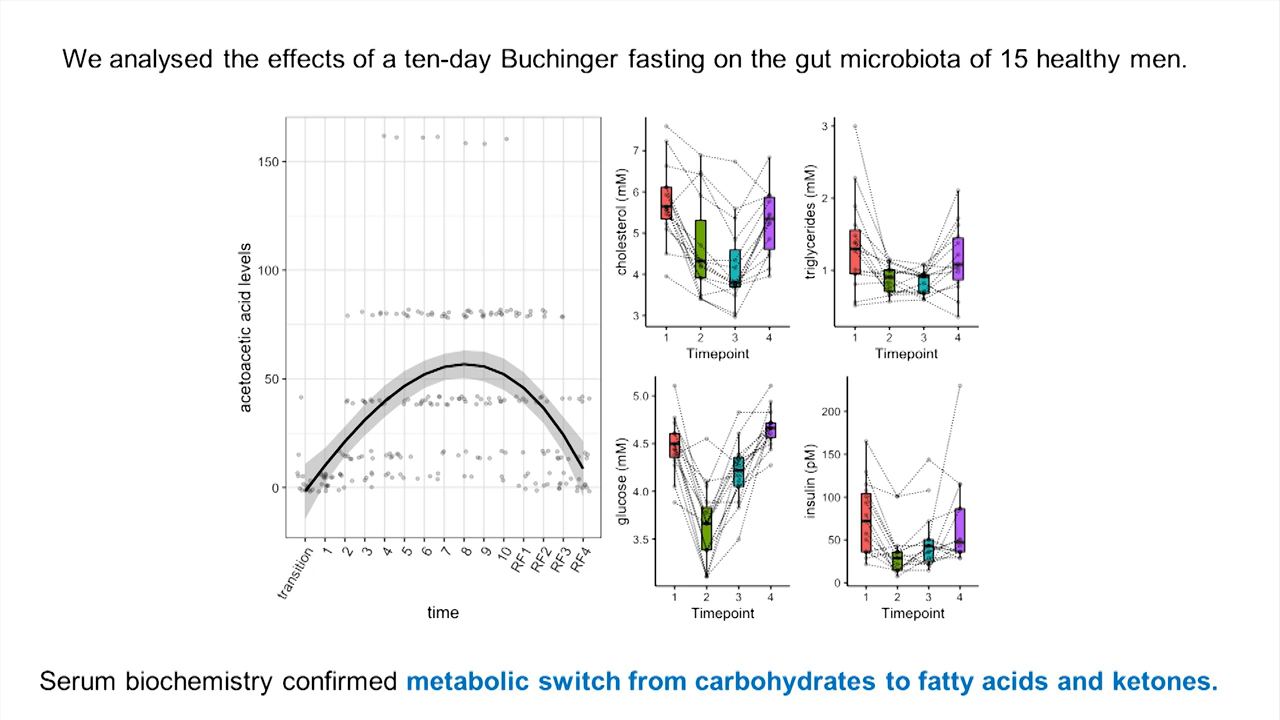 We analysed the effects of a ten-day Buchinger fasting on the gut microbiota of 15 healthy men.
acetoacetic acid levels
150
100
50
0
transition
1
2
3
4
5
6
7
8
9
10
RF1
RF2
RF3
RF4
time
cholesterol (mM)
7
6
5
4
3
1
2
3
4
Timepoint
triglycerides (mM)
3
2
1
1
2
3
4
Timepoint
glucose (mM)
5.0
4.5
4.0
3.5
1
2
3
4
Timepoint
insulin (pM)
200
150
100
50
0
1
2
3
4
Timepoint
Serum biochemistry confirmed metabolic switch from carbohydrates to fatty acids and ketones.